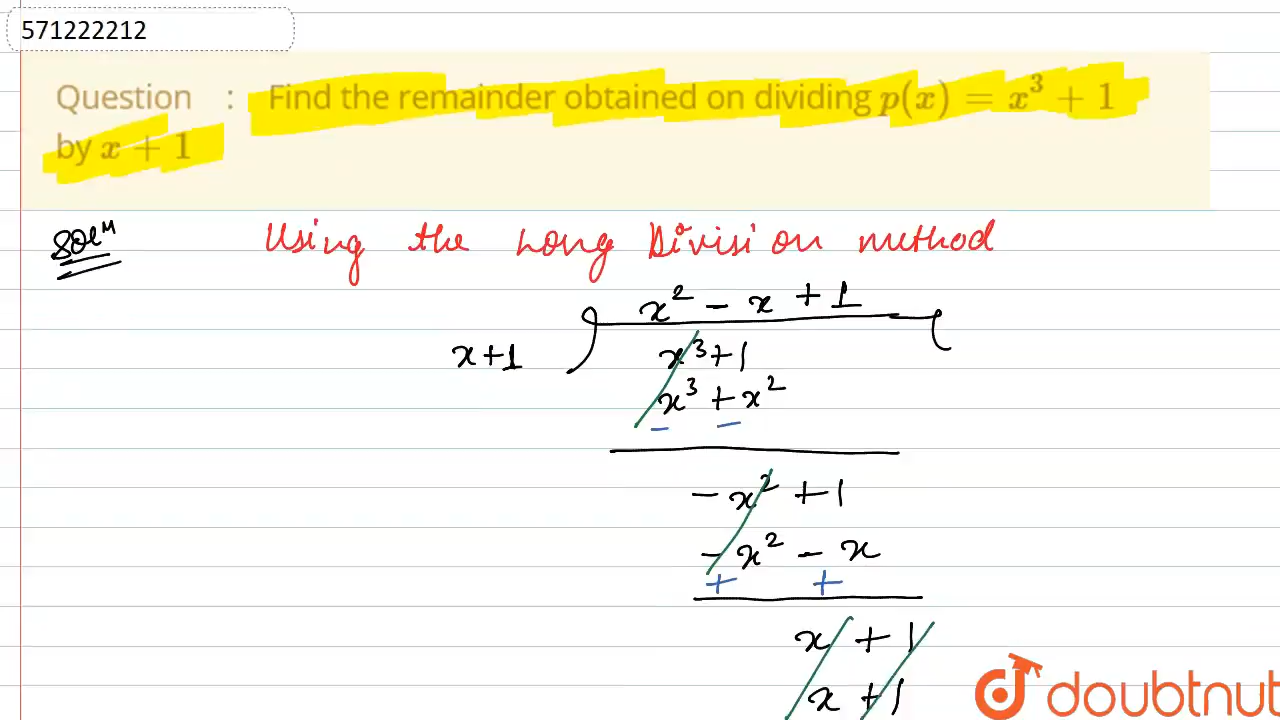 571222212
Question : Find the remainder obtained on dividing p(x) = x³ + 1
by x + 1
Solⁿ Using the Long Division method
x² - x + 1
x+1 x³+1
x³ + x²
- -
- x² + 1
- x² - x
+ +
x + 1
x + 1
doubtnut